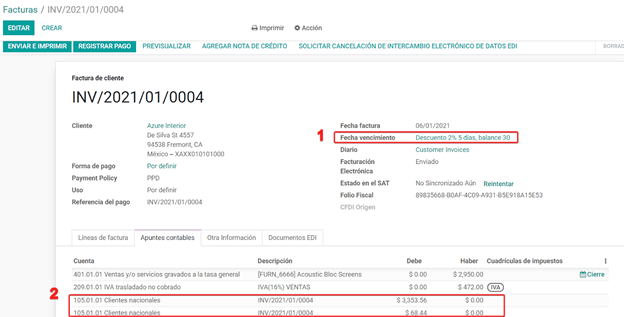 Facturas / INV/2021/01/0004
EDITAR CREAR Imprimir Acción
ENVIAR E IMPRIMIR REGISTRAR PAGO PREVISUALIZAR AGREGAR NOTA DE CRÉDITO SOLICITAR CANCELACIÓN DE INTERCAMBIO ELECTRÓNICO DE DATOS EDI BORRAD
Factura de cliente
INV/2021/01/0004
Cliente Azure Interior
De Silva St 4557
94538 Fremont, CA
México – XAXX010101000
Forma de pago Por definir
Payment Policy PPD
Uso Por definir
Referencia del pago INV/2021/01/0004
Fecha factura 06/01/2021
1 Fecha vencimiento Descuento 2% 5 días, balance 30
Diario Customer Invoices
Facturación Enviado
Electrónica
Estado en el SAT No Sincronizado Aún Reintentar
Folio Fiscal 89835668-B0AF-4C09-A931-B5E918A15E53
CFDI Origen
Líneas de factura Apuntes contables Otra Información Documentos EDI
Cuenta Descripción Debe Haber Cuadrículas de impuestos
401.01.01 Ventas y/o servicios gravados a la tasa general [FURN_6666] Acoustic Bloc Screens $ 0.00 $ 2,950.00 Cierre
209.01.01 IVA trasladado no cobrado IVA(16%) VENTAS $ 0.00 $ 472.00 IVA
2 105.01.01 Clientes nacionales INV/2021/01/0004 $ 3,353.56 $ 0.00
105.01.01 Clientes nacionales INV/2021/01/0004 $ 68.44 $ 0.00